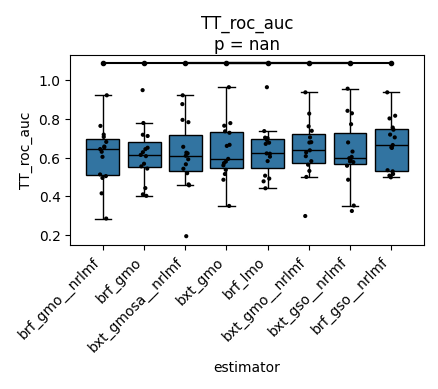 TT_roc_auc
p = nan
TT_roc_auc
1.0
0.8
0.6
0.4
0.2
brf_gmo__nrlmf
brf_gmo
bxt_gmosa__nrlmf
bxt_gmo
brf_lmo
bxt_gmo__nrlmf
bxt_gso__nrlmf
brf_gso__nrlmf
estimator